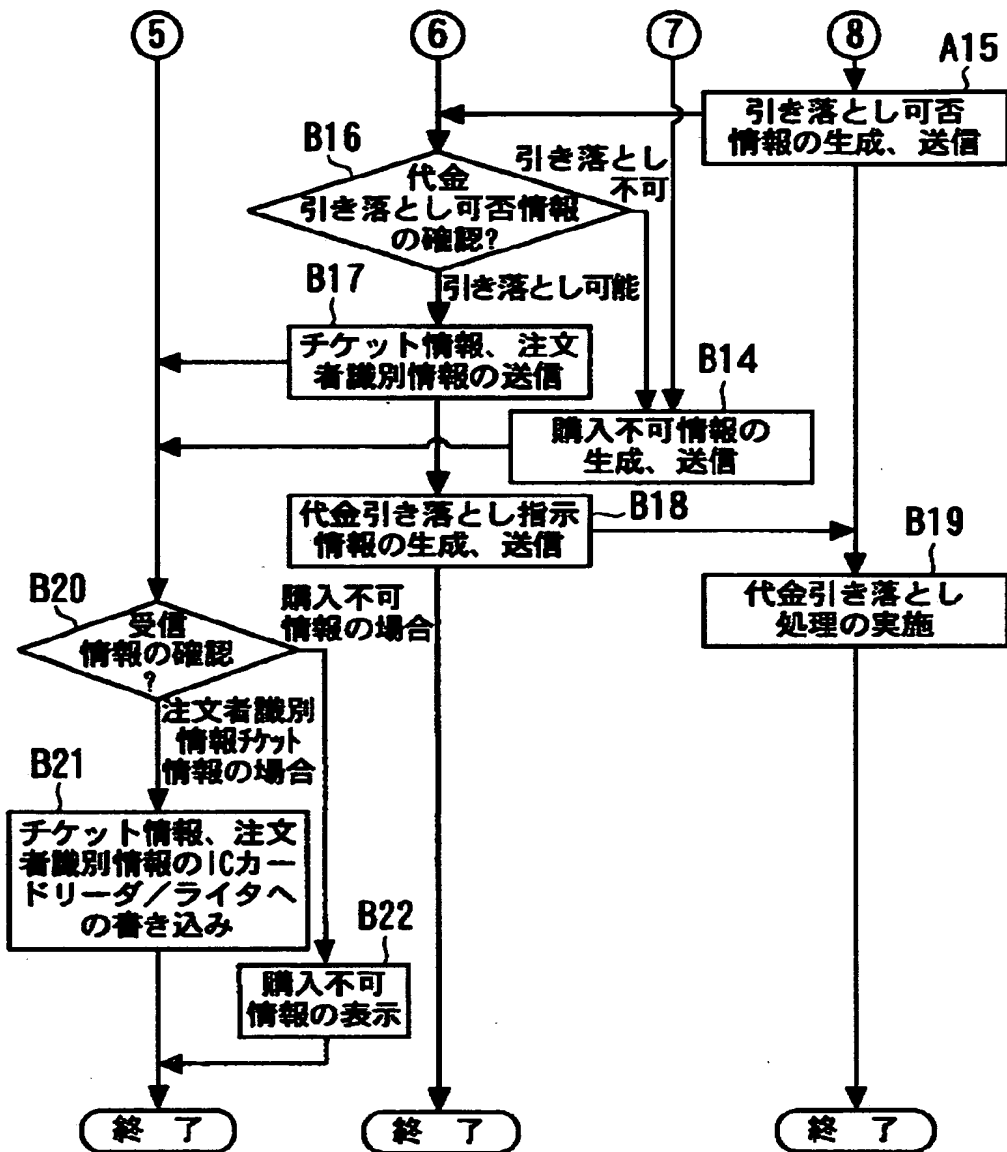 5
6
7
8
A15
引き落とし可否
情報の生成、送信
B16
代金
引き落とし可否情報
の確認?
引き落とし
不可
B17
引き落とし可能
チケット情報、注文
者識別情報の送信
B14
購入不可情報の
生成、送信
代金引き落とし指示
情報の生成、送信
B18
B19
代金引き落とし
処理の実施
B20
受信
情報の確認
?
購入不可
情報の場合
注文者識別
情報チケット
情報の場合
B21
チケット情報、注文
者識別情報のICカー
ドリーダ/ライタへ
の書き込み
B22
購入不可
情報の表示
終 了
終 了
終 了